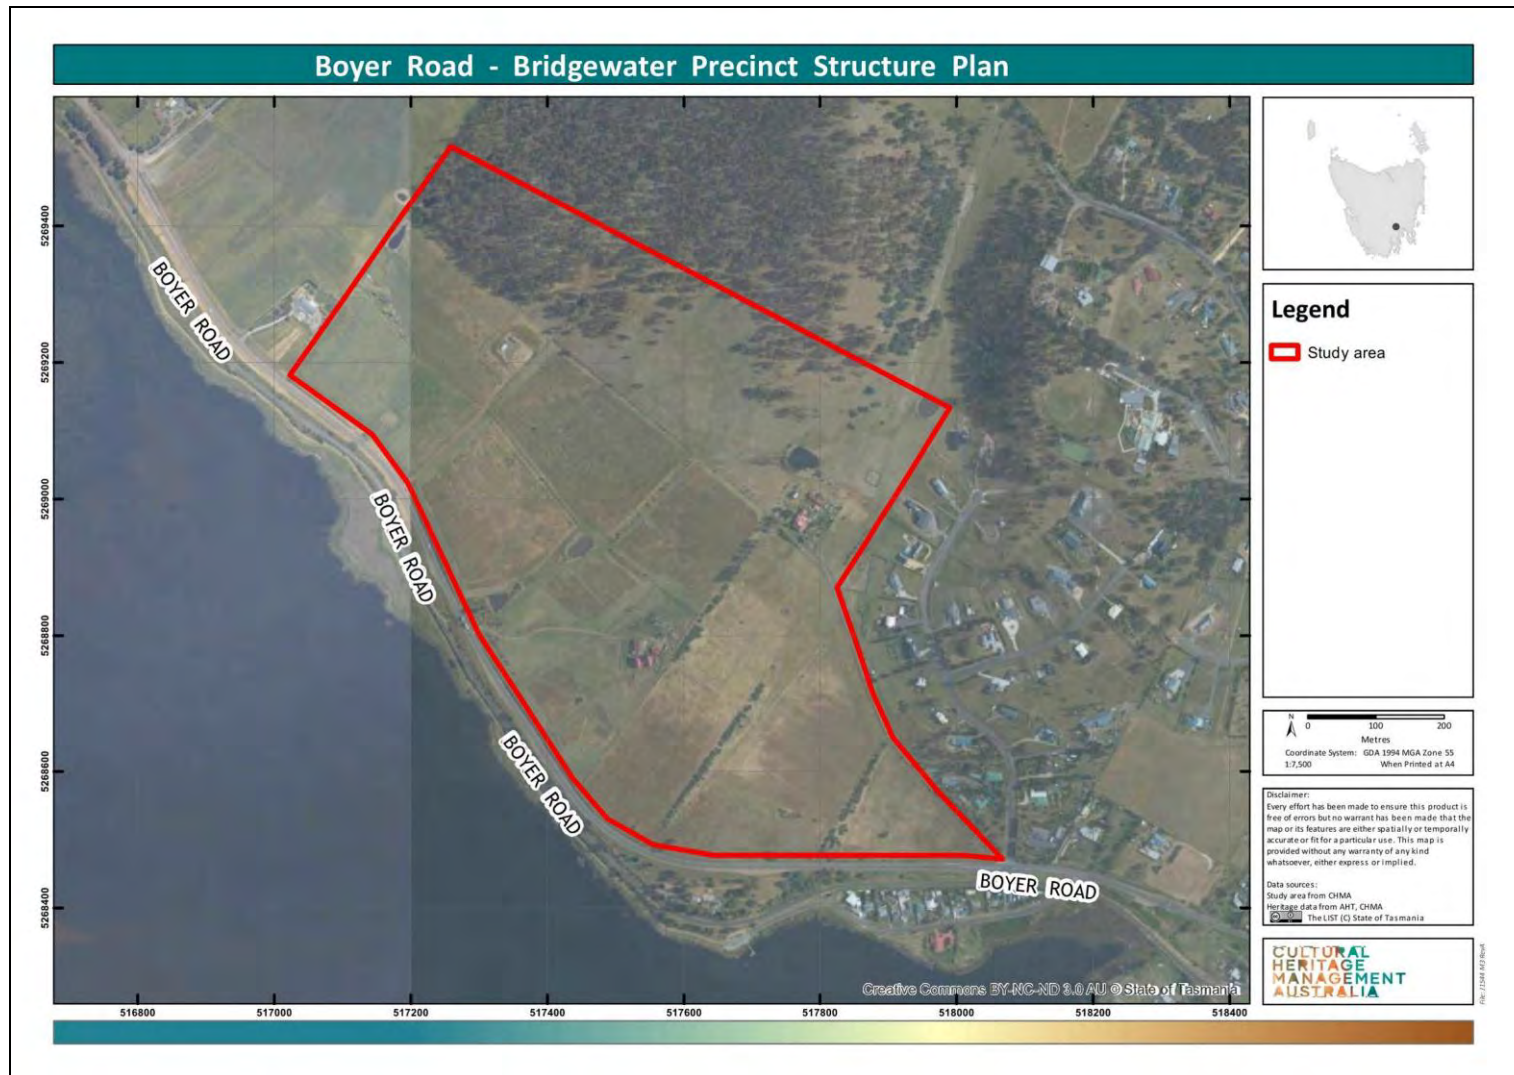 Boyer Road - Bridgewater Precinct Structure Plan
BOYER ROAD
BOYER ROAD
BOYER ROAD
BOYER ROAD
5269400
5269200
5269000
5268800
5268600
5268400
516800 517000 517200 517400 517600 517800 518000 518200 518400
Creative Commons BY-NC-ND 3.0 AU © State of Tasmania
Legend
Study area
N
0 100 200
Metres
Coordinate System: GDA 1994 MGA Zone 55
1:7,500 When Printed at A4
Disclaimer:
Every effort has been made to ensure this product is
free of errors but no warrant has been made that the
map or its features are either spatially or temporally
accurate or fit for a particular use. This map is
provided without any warranty of any kind
whatsoever, either express or implied.
Data sources:
Study area from CHMA
Heritage data from AHT, CHMA
The LIST (C) State of Tasmania
CULTURAL
HERITAGE
MANAGEMENT
AUSTRALIA